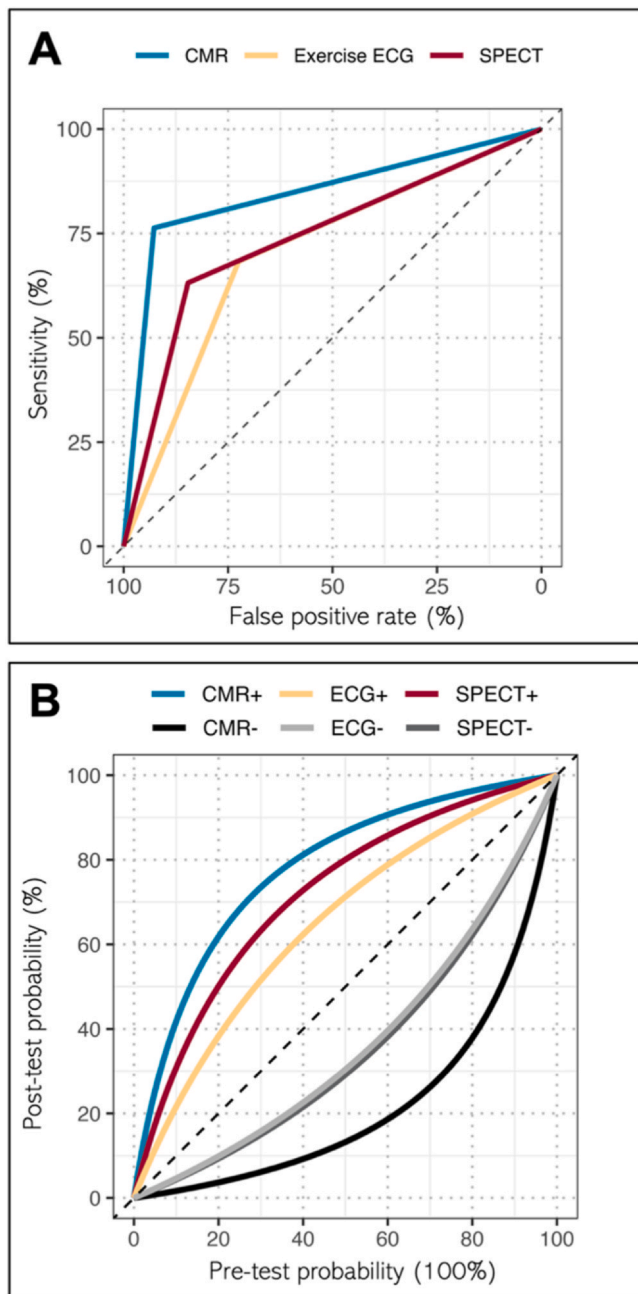 A
CMR Exercise ECG SPECT
100
75
50
25
0
Sensitivity (%)
100 75 50 25 0
False positive rate (%)
B
CMR+ ECG+ SPECT+
CMR- ECG- SPECT-
100
80
60
40
20
0
Post-test probability (%)
0 20 40 60 80 100
Pre-test probability (100%)